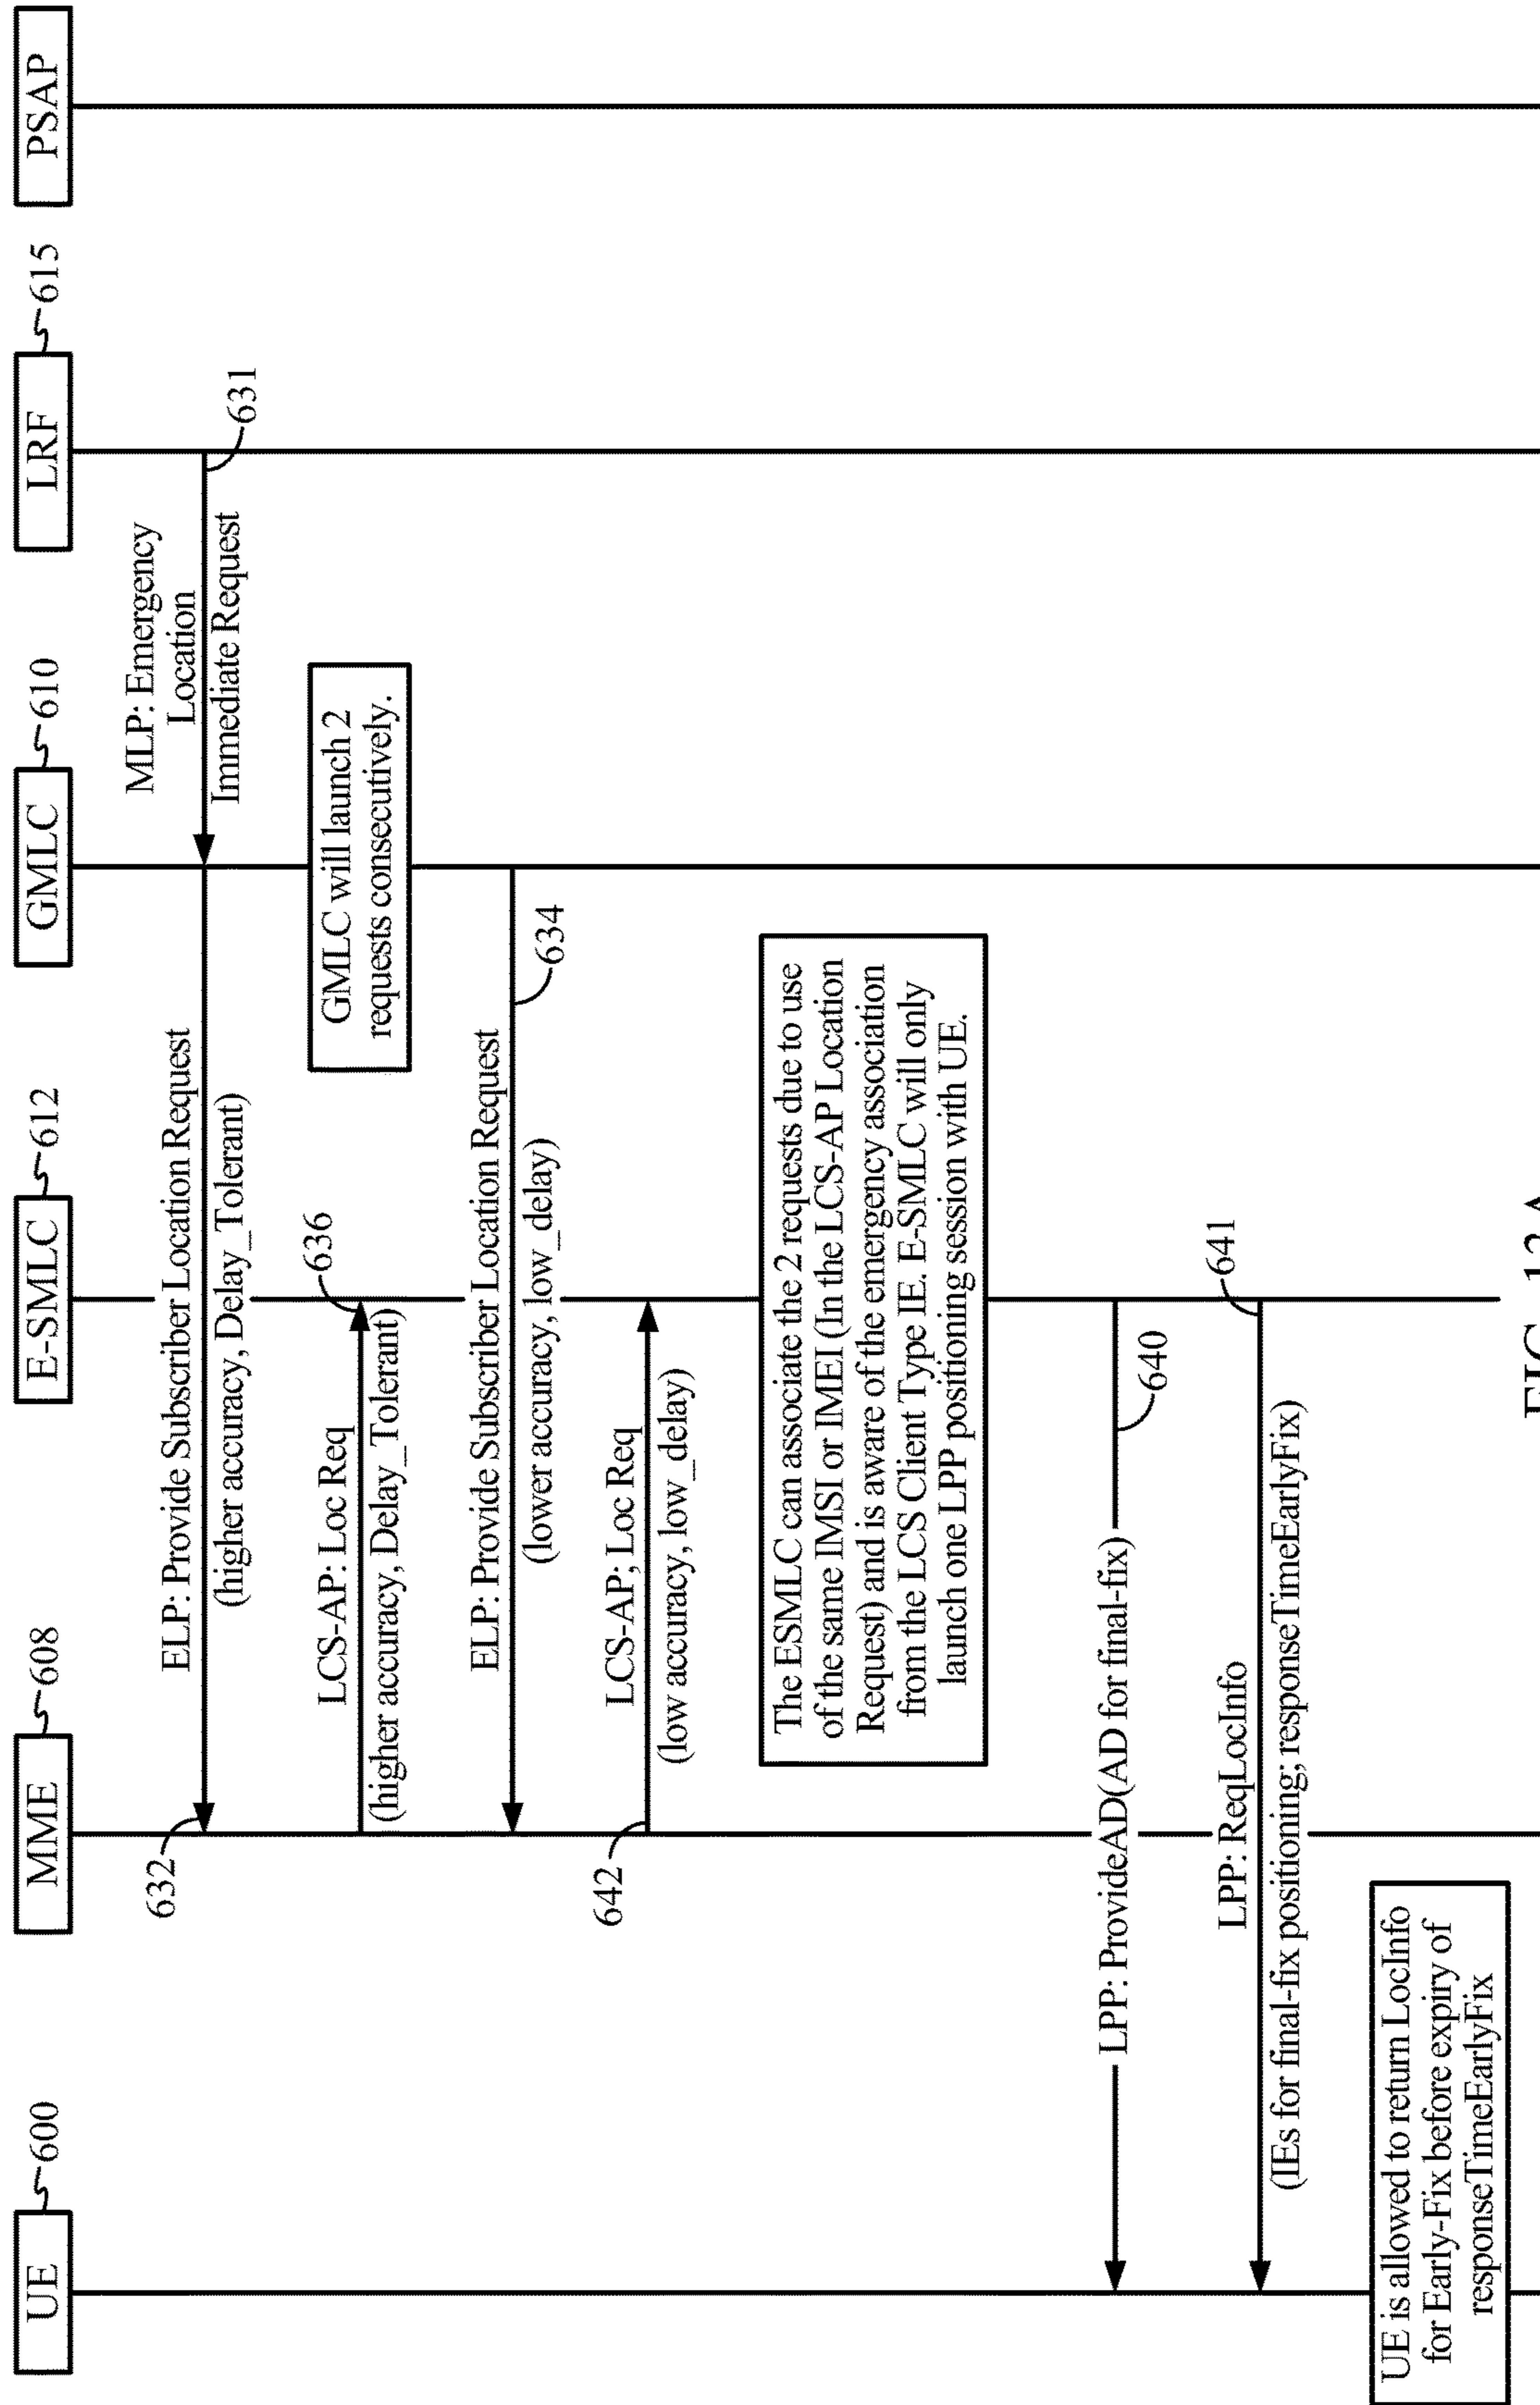 UE
600
MME
608
E-SMLC
612
GMLC
610
LRF
615
PSAP
MLP: Emergency
Location
Immediate Request
631
ELP: Provide Subscriber Location Request
(higher accuracy, Delay_Tolerant)
632
GMLC will launch 2
requests consecutively.
LCS-AP: Loc Req
(higher accuracy, Delay_Tolerant)
636
ELP: Provide Subscriber Location Request
(lower accuracy, low_delay)
634
LCS-AP; Loc Req
(low accuracy, low_delay)
642
The ESMLC can associate the 2 requests due to use
of the same IMSI or IMEI (In the LCS-AP Location
Request) and is aware of the emergency association
from the LCS Client Type IE. E-SMLC will only
launch one LPP positioning session with UE.
LPP: ProvideAD(AD for final-fix)
640
LPP: ReqLocInfo
(IEs for final-fix positioning; responseTimeEarlyFix)
641
UE is allowed to return LocInfo
for Early-Fix before expiry of
responseTimeEarlyFix